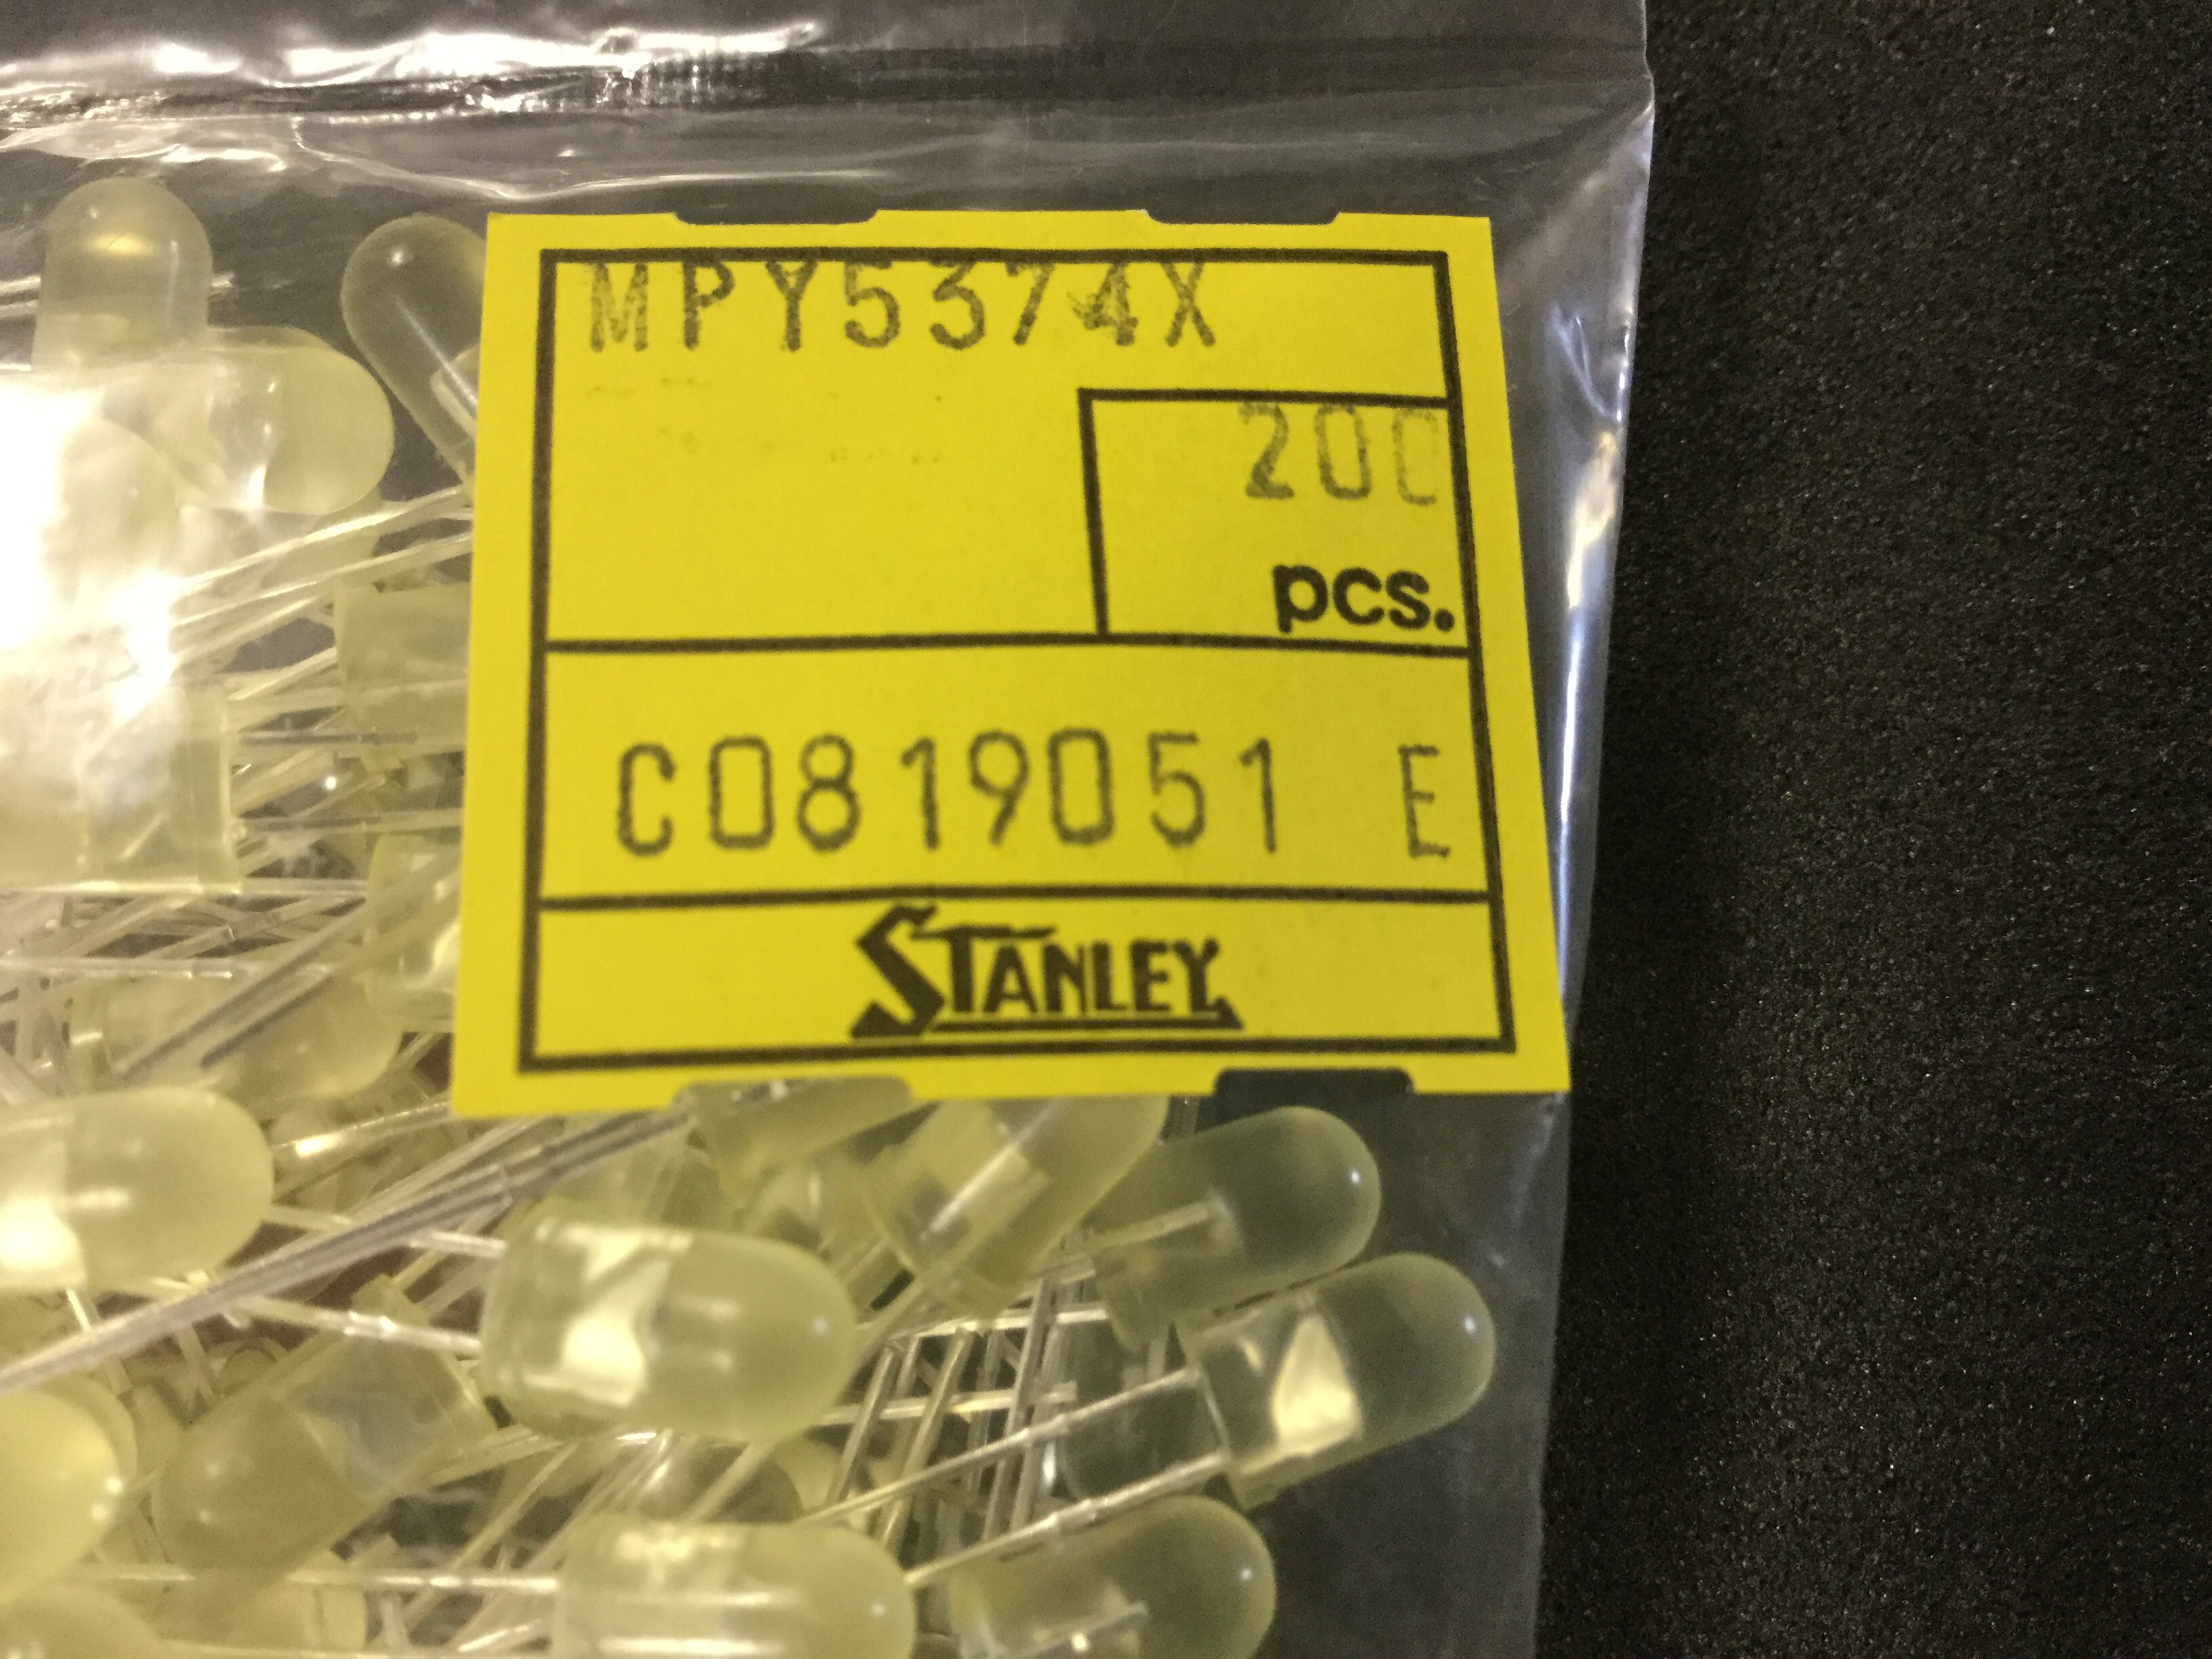 MPY5374X
200
pcs.
C0819051 E
STANLEY